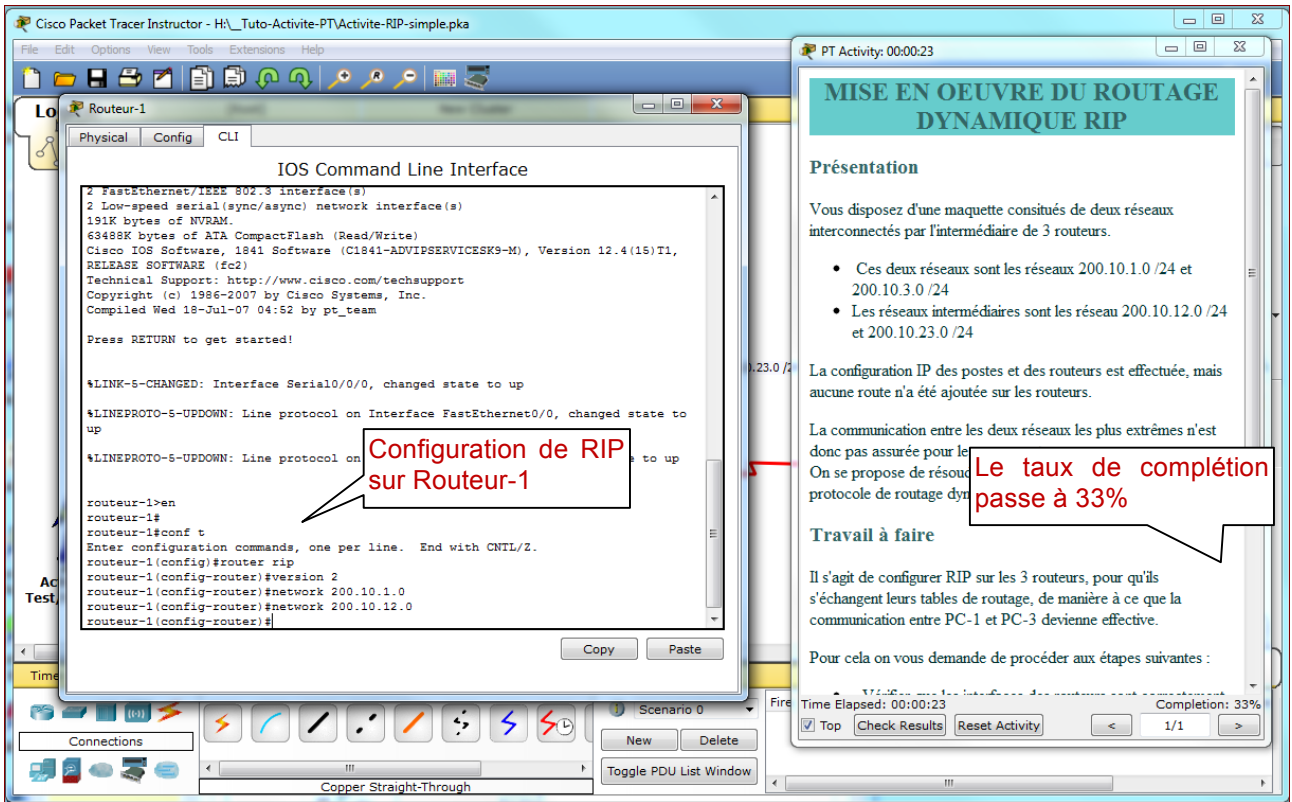 Cisco Packet Tracer Instructor - H:\_Tuto-Activite-PT\Activite-RIP-simple.pka
File Edit Options View Tools Extensions Help
Lo
Routeur-1
New Cluster
Physical Config CLI
IOS Command Line Interface
2 FastEthernet/IEEE 802.3 interface(s)
2 Low-speed serial(sync/async) network interface(s)
191K bytes of NVRAM.
63488K bytes of ATA CompactFlash (Read/Write)
Cisco IOS Software, 1841 Software (C1841-ADVIPSERVICESK9-M), Version 12.4(15)T1,
RELEASE SOFTWARE (fc2)
Technical Support: http://www.cisco.com/techsupport
Copyright (c) 1986-2007 by Cisco Systems, Inc.
Compiled Wed 18-Jul-07 04:52 by pt_team
Press RETURN to get started!
%LINK-5-CHANGED: Interface Serial0/0/0, changed state to up
%LINEPROTO-5-UPDOWN: Line protocol on Interface FastEthernet0/0, changed state to
up
%LINEPROTO-5-UPDOWN: Line protocol on
e to up
routeur-1>en
routeur-1#
routeur-1#conf t
Enter configuration commands, one per line. End with CNTL/Z.
routeur-1(config)#router rip
routeur-1(config-router)#version 2
routeur-1(config-router)#network 200.10.1.0
routeur-1(config-router)#network 200.10.12.0
routeur-1(config-router)#
Configuration de RIP
sur Routeur-1
Copy Paste
.23.0 /2
Ac
Test/
Time
Connections
Copper Straight-Through
Scenario 0
New Delete
Toggle PDU List Window
Fire
PT Activity: 00:00:23
MISE EN OEUVRE DU ROUTAGE
DYNAMIQUE RIP
Présentation
Vous disposez d'une maquette consitués de deux réseaux
interconnectés par l'intermédiaire de 3 routeurs.
• Ces deux réseaux sont les réseaux 200.10.1.0 /24 et
200.10.3.0 /24
• Les réseaux intermédiaires sont les réseau 200.10.12.0 /24
et 200.10.23.0 /24
La configuration IP des postes et des routeurs est effectuée, mais
aucune route n'a été ajoutée sur les routeurs.
La communication entre les deux réseaux les plus extrêmes n'est
donc pas assurée pour le
On se propose de résou
protocole de routage dyn
Le taux de complétion
passe à 33%
Travail à faire
Il s'agit de configurer RIP sur les 3 routeurs, pour qu'ils
s'échangent leurs tables de routage, de manière à ce que la
communication entre PC-1 et PC-3 devienne effective.
Pour cela on vous demande de procéder aux étapes suivantes :
• Vérifier que les interfaces des routeurs sont correctement
Time Elapsed: 00:00:23 Completion: 33%
Top Check Results Reset Activity < 1/1 >